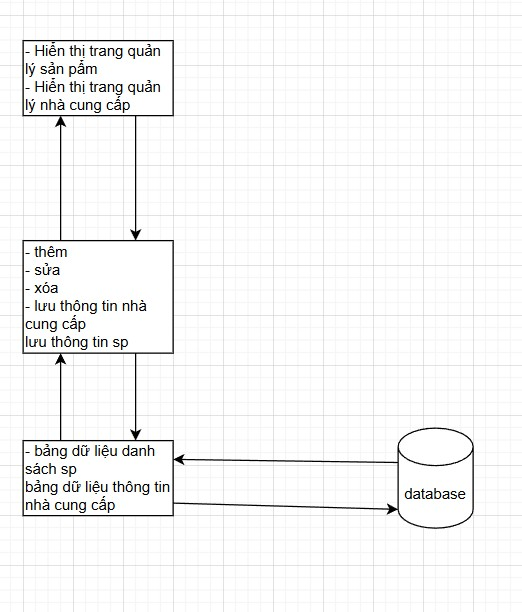 - Hiển thị trang quản
lý sản pẩm
- Hiển thị trang quản
lý nhà cung cấp
- thêm
- sửa
- xóa
- lưu thông tin nhà
cung cấp
lưu thông tin sp
- bảng dữ liệu danh
sách sp
bảng dữ liệu thông tin
nhà cung cấp
database